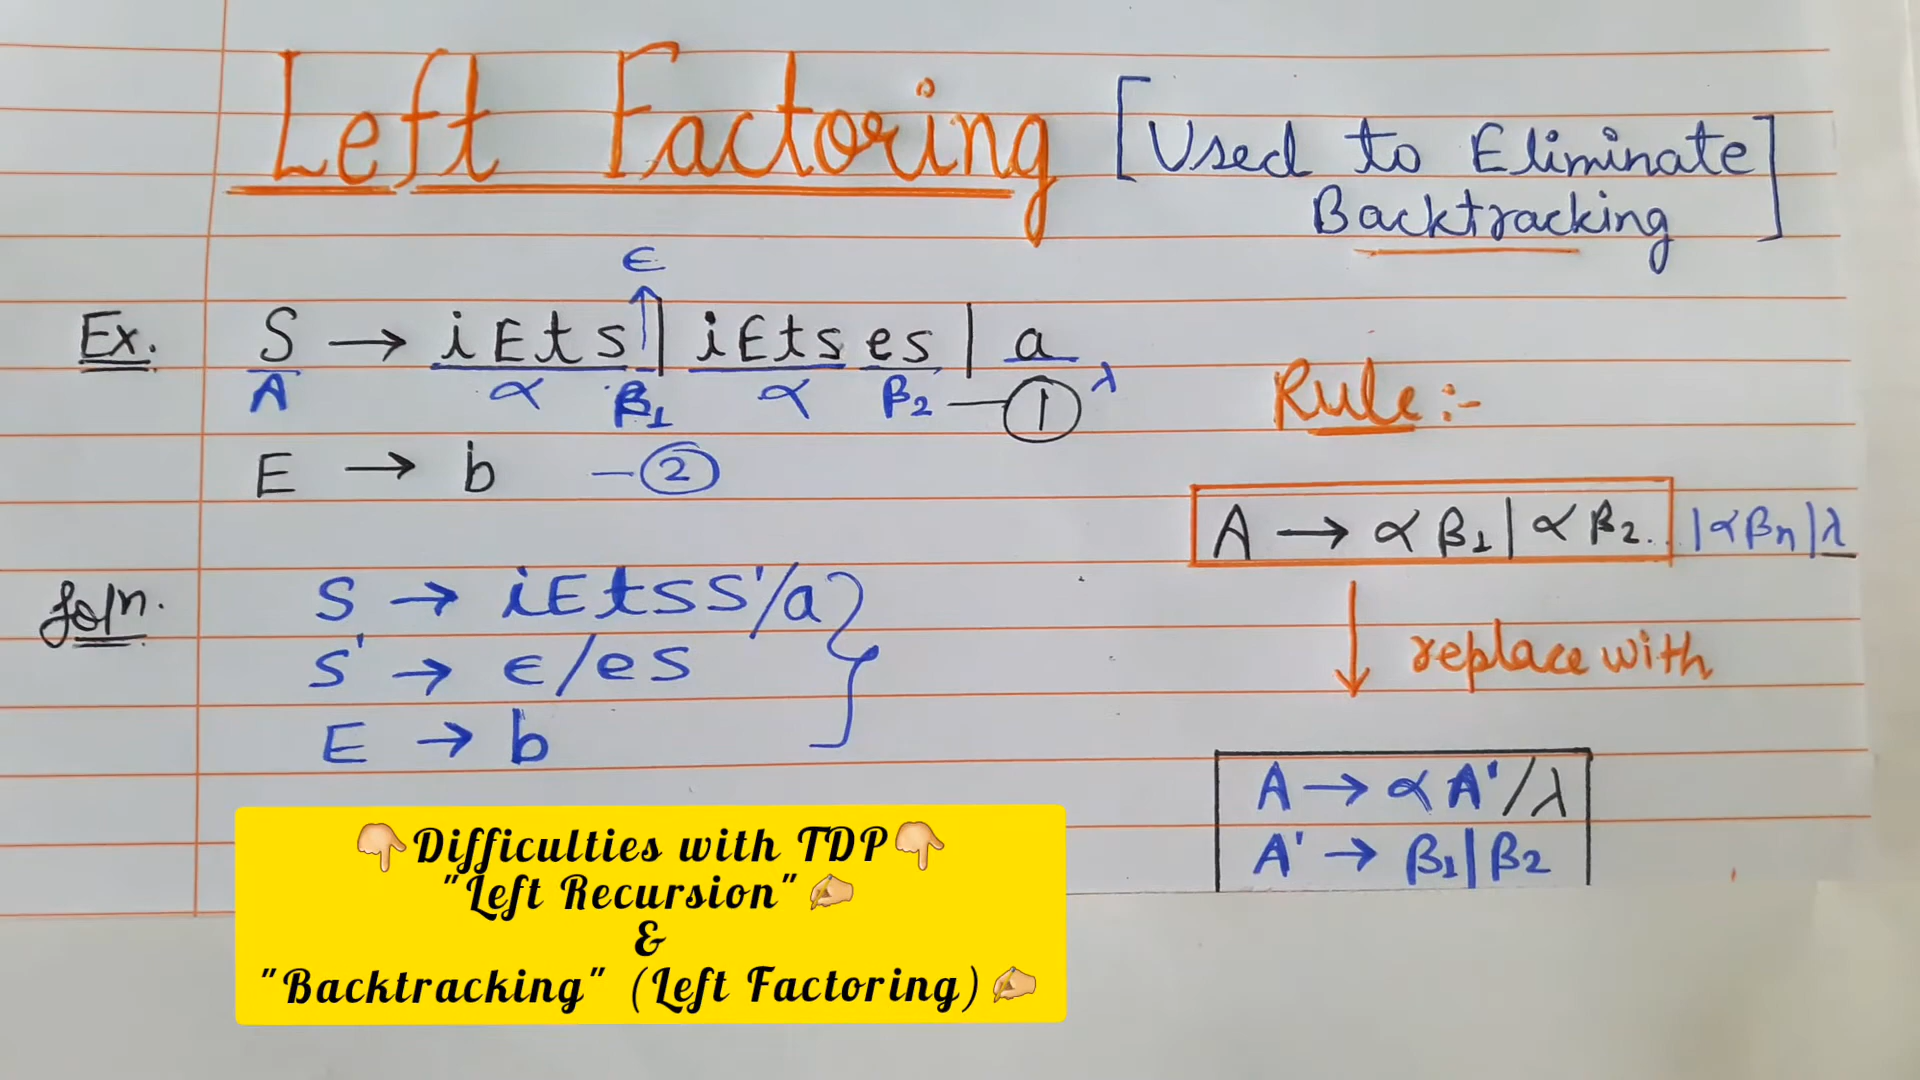 Left Factoring [Used to Eliminate
Backtracking]
ϵ
Ex. S → iEts | iEtses | a
A α β1 α β2 — ① λ
E → b - ②
Rule :-
A → αβ1 | αβ2.. | αβn | λ
Soln. S → iEtSS'/a
S' → ϵ/eS
E → b
replace with
A → αA'/λ
A' → β1 | β2
👇Difficulties with TDP👇
"Left Recursion"✍
&
"Backtracking" (Left Factoring)✍